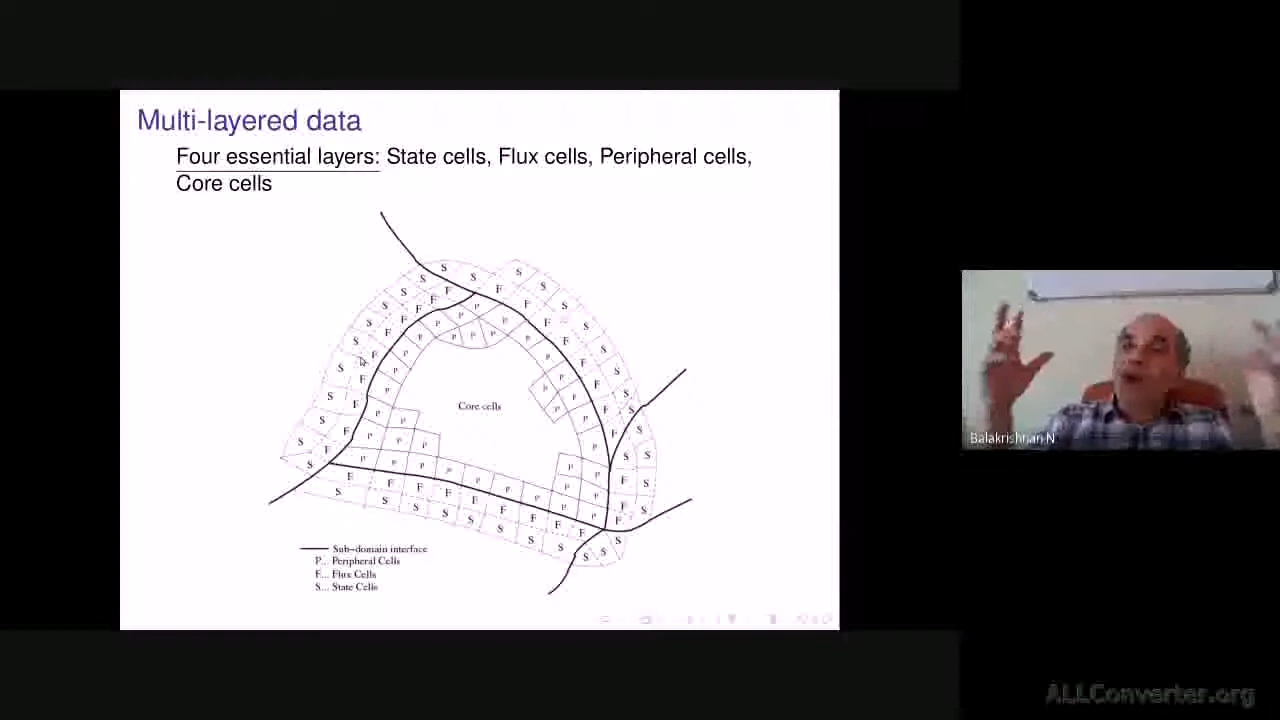 Multi-layered data
Four essential layers: State cells, Flux cells, Peripheral cells,
Core cells
Core cells
Sub-domain interface
P... Peripheral Cells
F... Flux Cells
S... State Cells
Balakrishnan N
ALLConverter.org